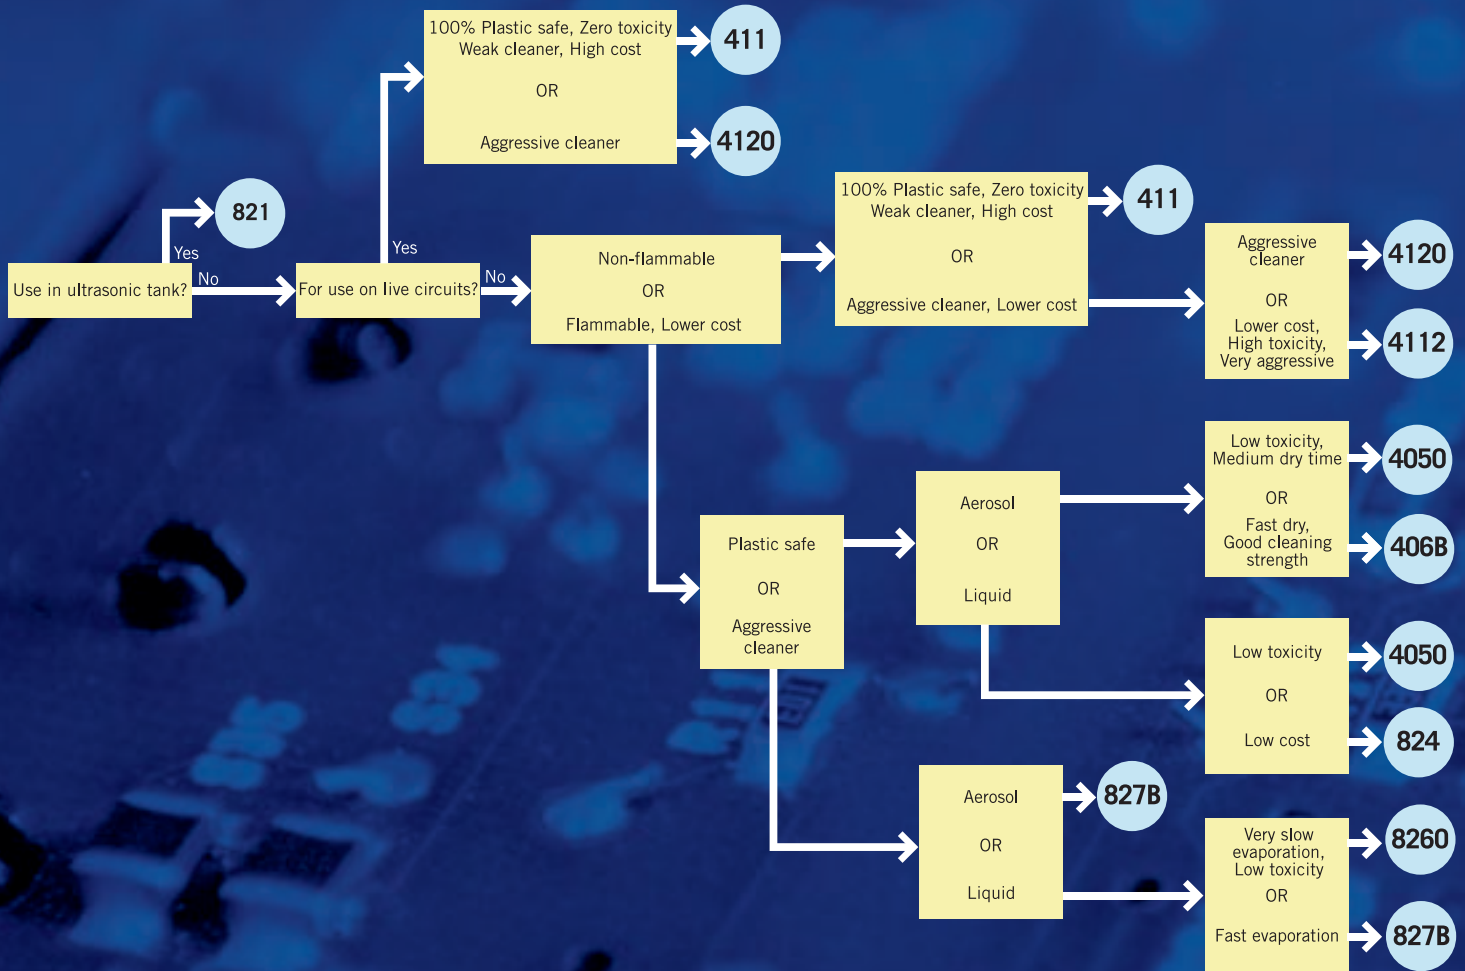 100% Plastic safe, Zero toxicity
Weak cleaner, High cost
OR
Aggressive cleaner
411
4120
821
Yes
No
Use in ultrasonic tank?
Yes
For use on live circuits?
No
Non-flammable
OR
Flammable, Lower cost
100% Plastic safe, Zero toxicity
Weak cleaner, High cost
OR
Aggressive cleaner, Lower cost
411
Aggressive
cleaner
OR
Lower cost,
High toxicity,
Very aggressive
4120
4112
Plastic safe
OR
Aggressive
cleaner
Aerosol
OR
Liquid
Low toxicity,
Medium dry time
OR
Fast dry,
Good cleaning
strength
4050
406B
Low toxicity
OR
Low cost
4050
824
Aerosol
OR
Liquid
827B
Very slow
evaporation,
Low toxicity
OR
Fast evaporation
8260
827B